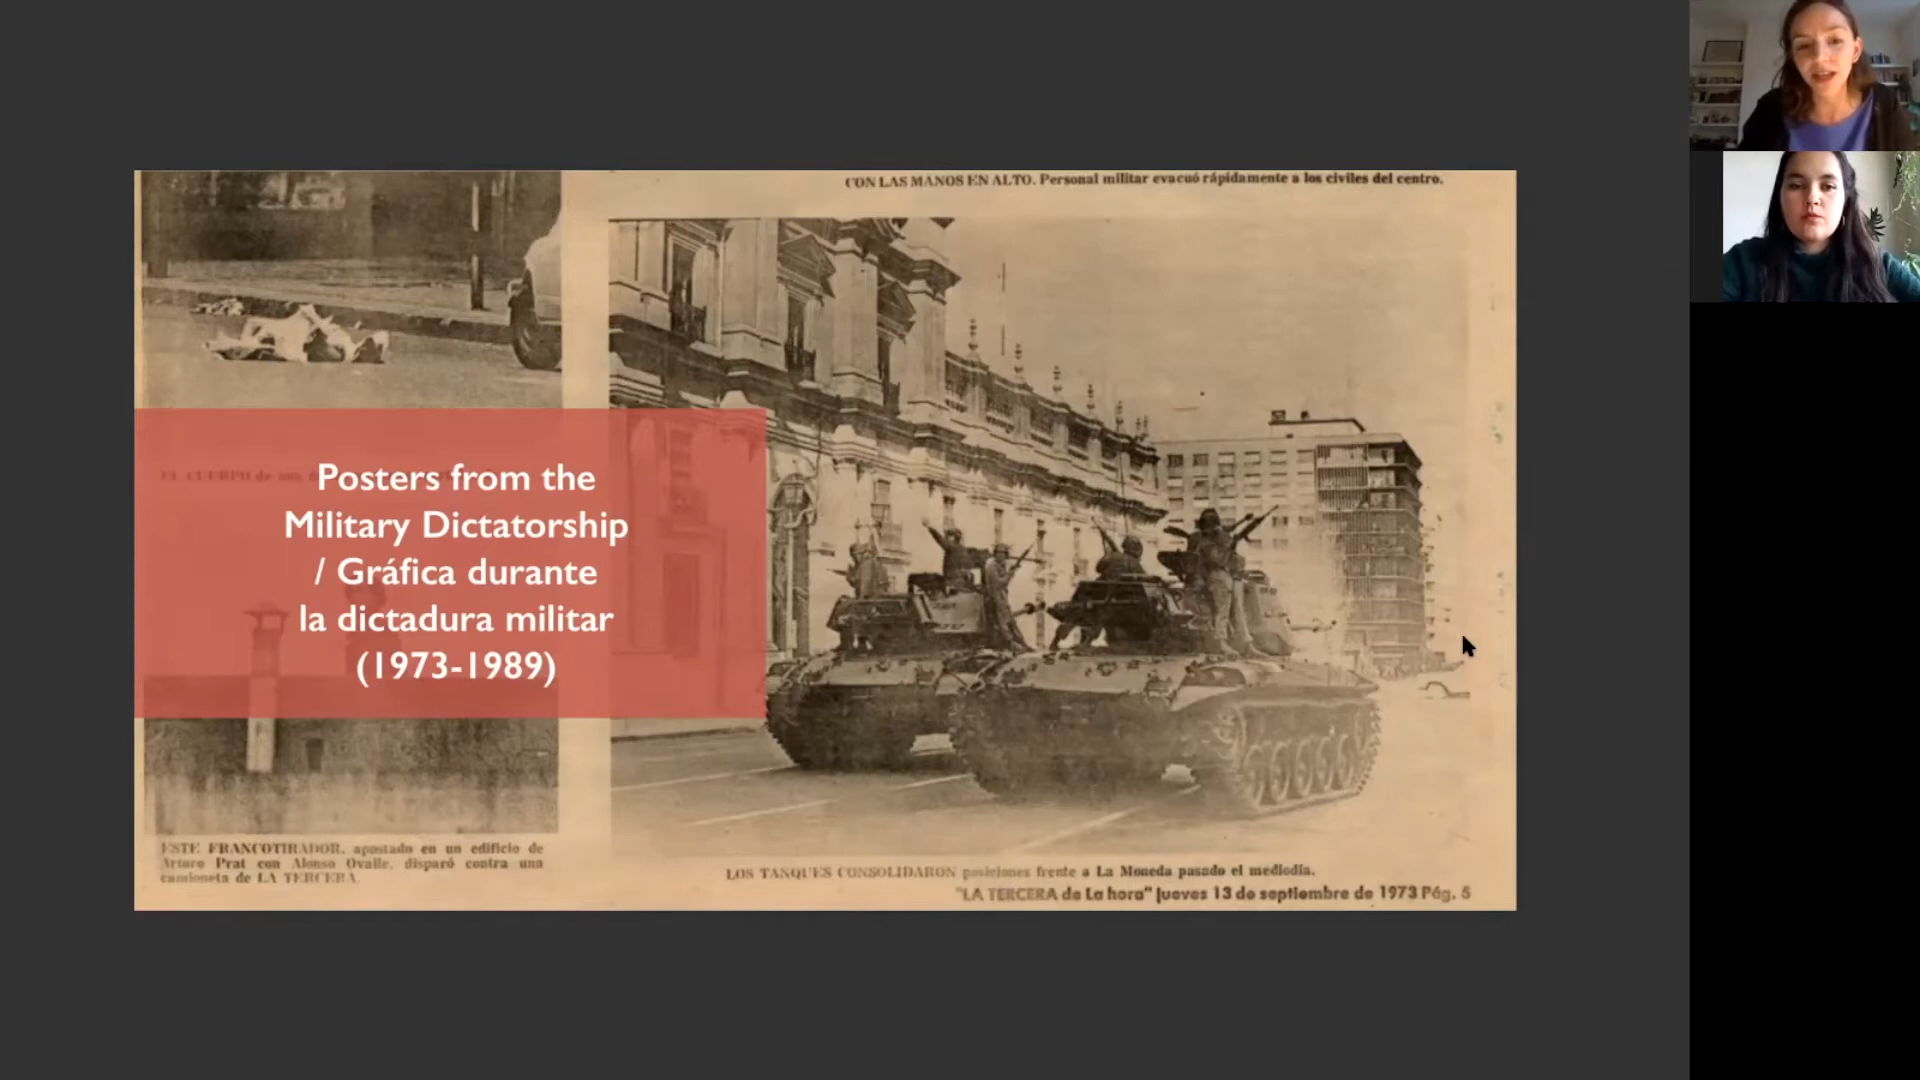 CON LAS MANOS EN ALTO. Personal militar evacuó rápidamente a los civiles del centro.
EL CUERPO de
Posters from the
Military Dictatorship
/ Gráfica durante
la dictadura militar
(1973-1989)
ESTE FRANCOTIRADOR, apostado en un edificio de
Arturo Prat con Alonso Ovalle, disparó contra una
camioneta de LA TERCERA.
LOS TANQUES CONSOLIDARON posiciones frente a La Moneda pasado el mediodía.
"LA TERCERA de La hora" Jueves 13 de septiembre de 1973 Pág. 5